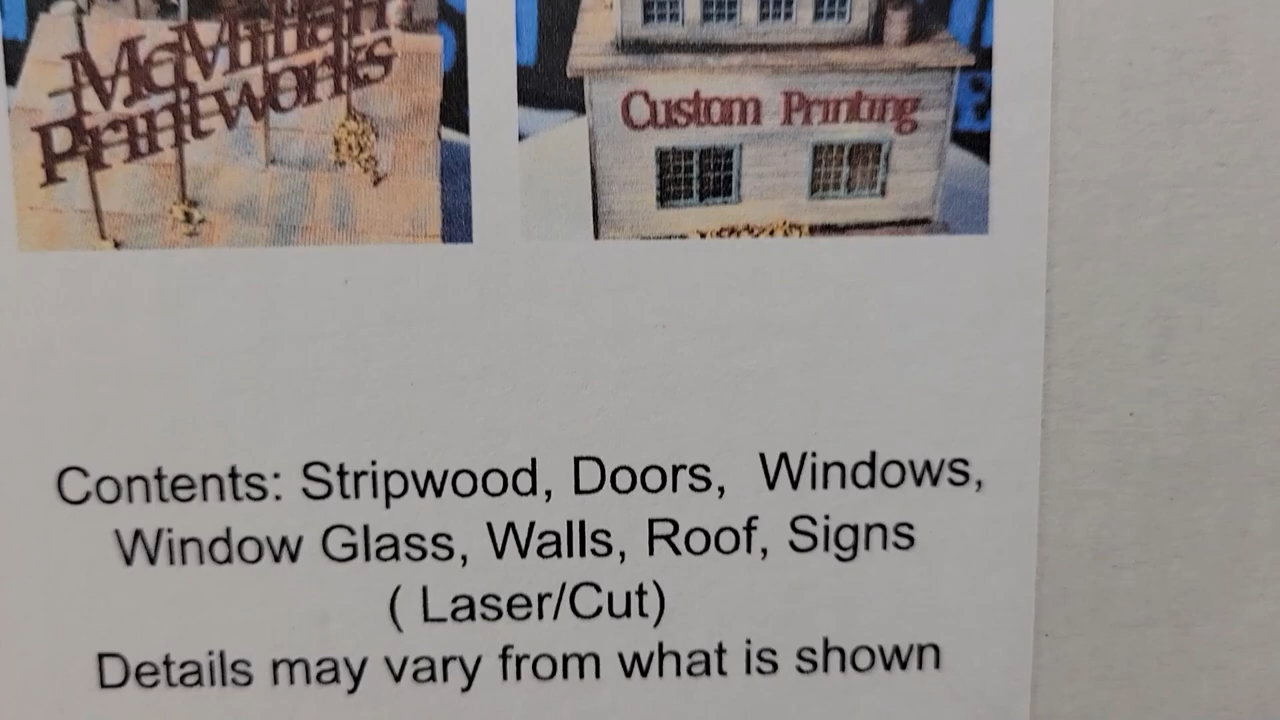 McMillan
Printworks
Custom Printing
Contents: Stripwood, Doors, Windows,
Window Glass, Walls, Roof, Signs
( Laser/Cut)
Details may vary from what is shown